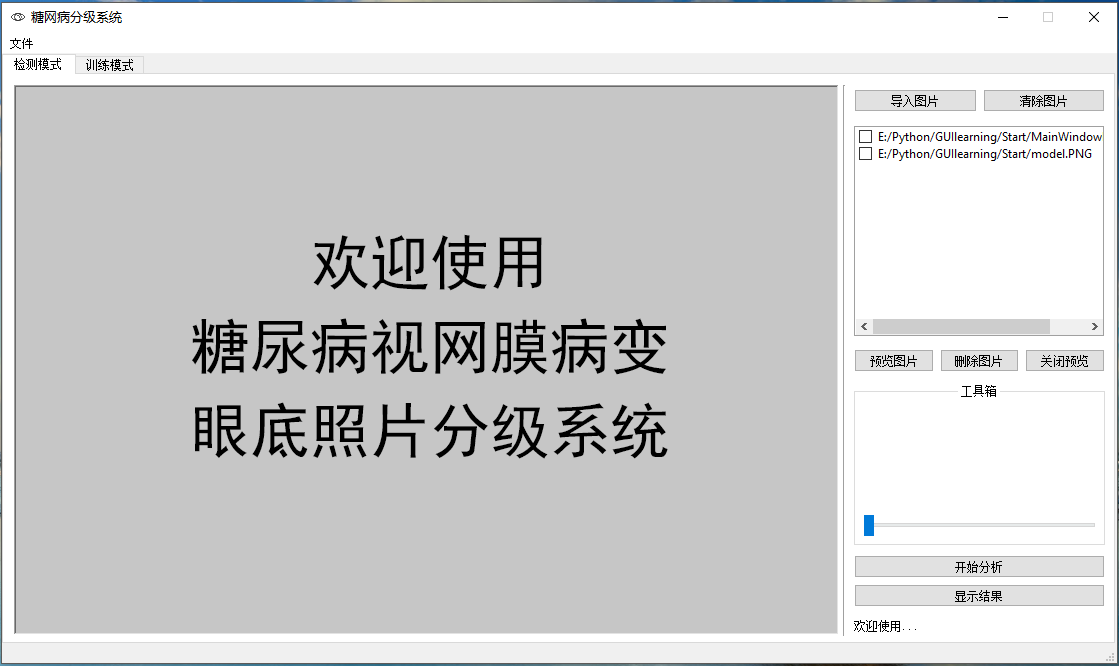 糖网病分级系统
文件
检测模式 训练模式
欢迎使用
糖尿病视网膜病变
眼底照片分级系统
导入图片 清除图片
E:/Python/GUIlearning/Start/MainWindow
E:/Python/GUIlearning/Start/model.PNG
预览图片 删除图片 关闭预览
工具箱
开始分析
显示结果
欢迎使用...